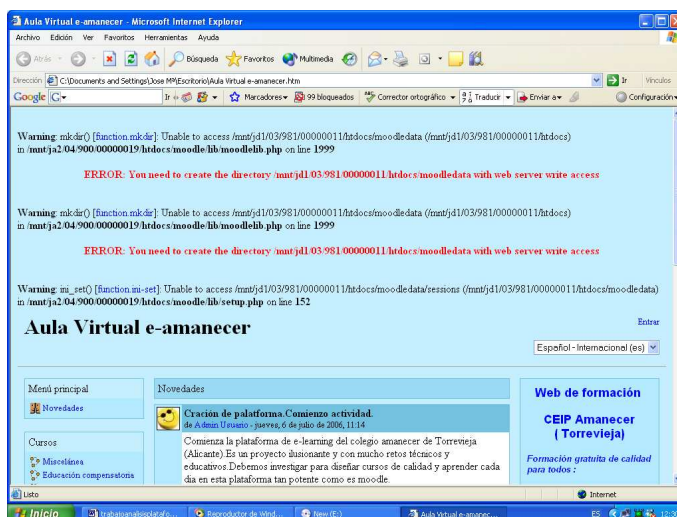 Aula Virtual e-amanecer - Microsoft Internet Explorer
Archivo Edición Ver Favoritos Herramientas Ayuda
Atrás Búsqueda Favoritos Multimedia
Dirección C:\Documents and Settings\Jose Mª\Escritorio\Aula Virtual e-amanecer.htm Ir Vínculos
Google G Ir Marcadores 99 bloqueados Corrector ortográfico Traducir Enviar a Configuración
Warning: mkdir() [function.mkdir]: Unable to access /mnt/jd1/03/981/00000011/htdocs/moodledata (/mnt/jd1/03/981/00000011/htdocs)
in /mnt/ja2/04/900/00000019/htdocs/moodle/lib/moodlelib.php on line 1999
ERROR: You need to create the directory /mnt/jd1/03/981/00000011/htdocs/moodledata with web server write access
Warning: mkdir() [function.mkdir]: Unable to access /mnt/jd1/03/981/00000011/htdocs/moodledata (/mnt/jd1/03/981/00000011/htdocs)
in /mnt/ja2/04/900/00000019/htdocs/moodle/lib/moodlelib.php on line 1999
ERROR: You need to create the directory /mnt/jd1/03/981/00000011/htdocs/moodledata with web server write access
Warning: ini_set() [function.ini-set]: Unable to access /mnt/jd1/03/981/00000011/htdocs/moodledata/sessions (/mnt/jd1/03/981/00000011/htdocs/moodledata)
in /mnt/ja2/04/900/00000019/htdocs/moodle/lib/setup.php on line 152
Aula Virtual e-amanecer
Entrar
Español - Internacional (es)
Menú principal
Novedades
Cursos
Miscelánea
Educación compensatoria
Novedades
Cración de palatforma.Comienzo actividad.
de Admin Usuario - jueves, 6 de julio de 2006, 11:14
Comienza la plataforma de e-learning del colegio amanecer de Torrevieja
(Alicante).Es un proyecto ilusionante y con mucho retos técnicos y
educativos.Debemos investigar para diseñar cursos de calidad y aprender cada
dia en esta plataforma tan potente como es moodle.
Web de formación
CEIP Amanecer
( Torrevieja)
Formación gratuita de calidad
para todos :
Listo Internet
Inicio trabajoanalisisplatafo... Reproductor de Wind... New (E:) Aula Virtual e-amanec... ES 12:30